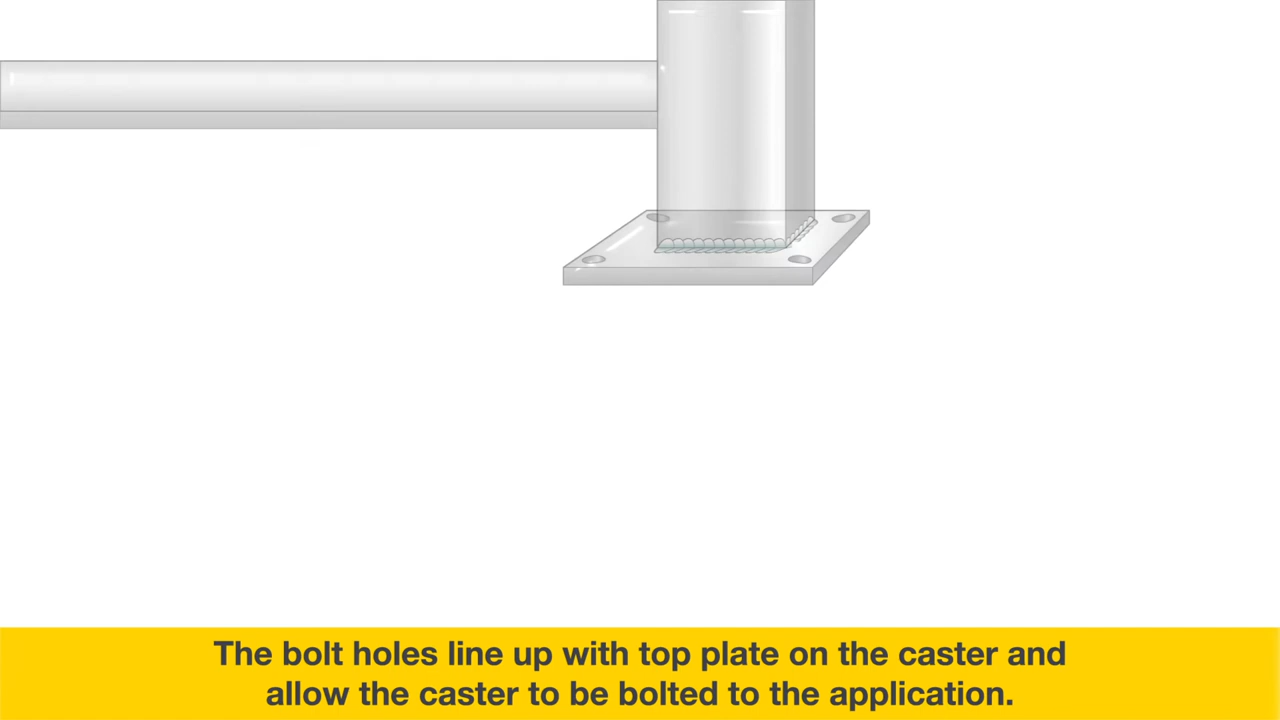 The bolt holes line up with top plate on the caster and
allow the caster to be bolted to the application.